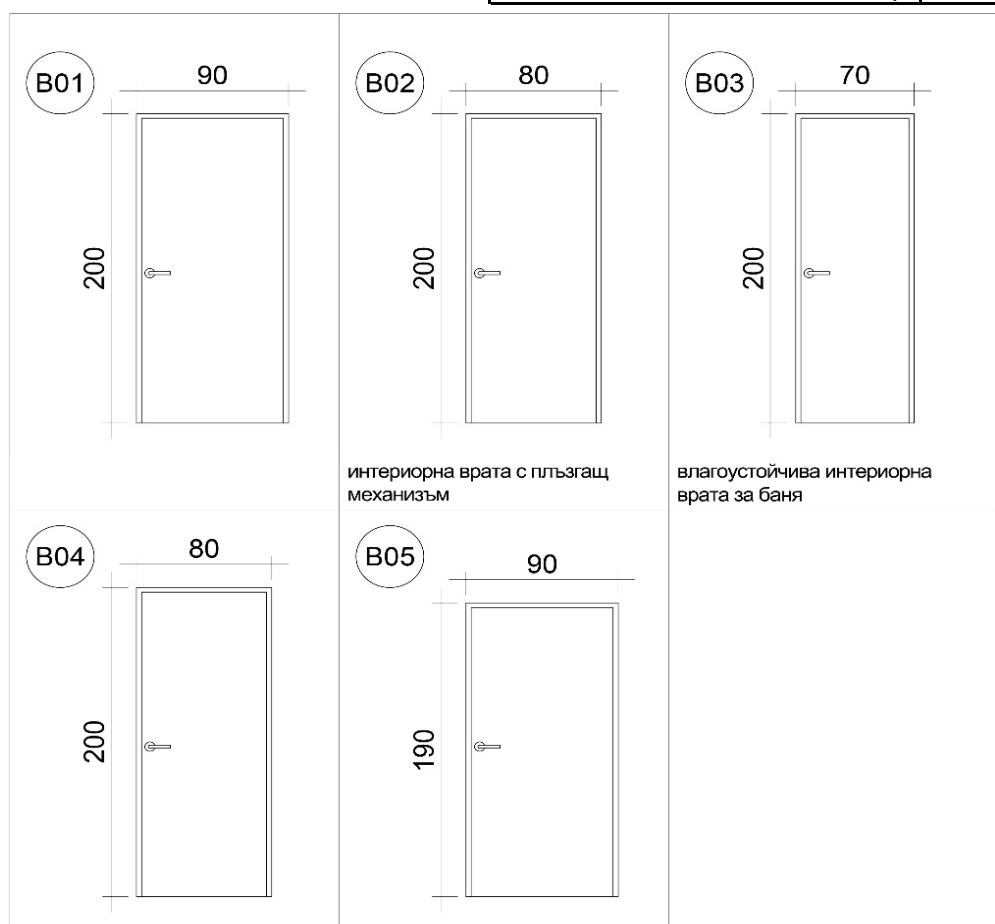 B01
90
200
B02
80
200
интериорна врата с плъзгащ
механизъм
B03
70
200
влагоустойчива интериорна
врата за баня
B04
80
200
B05
90
190